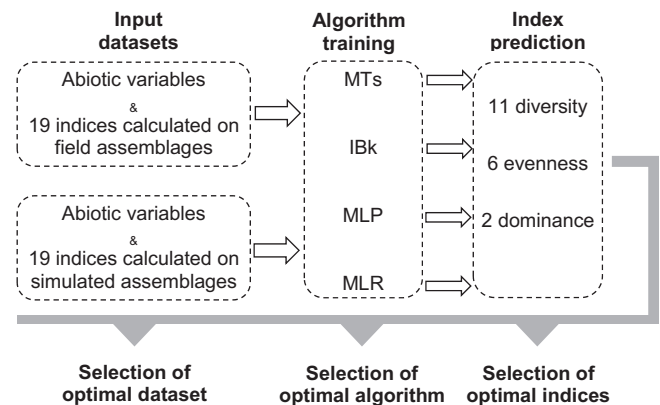 Input
datasets
Algorithm
training
Index
prediction
Abiotic variables
&
19 indices calculated on
field assemblages
Abiotic variables
&
19 indices calculated on
simulated assemblages
MTs
IBk
MLP
MLR
11 diversity
6 evenness
2 dominance
Selection of
optimal dataset
Selection of
optimal algorithm
Selection of
optimal indices